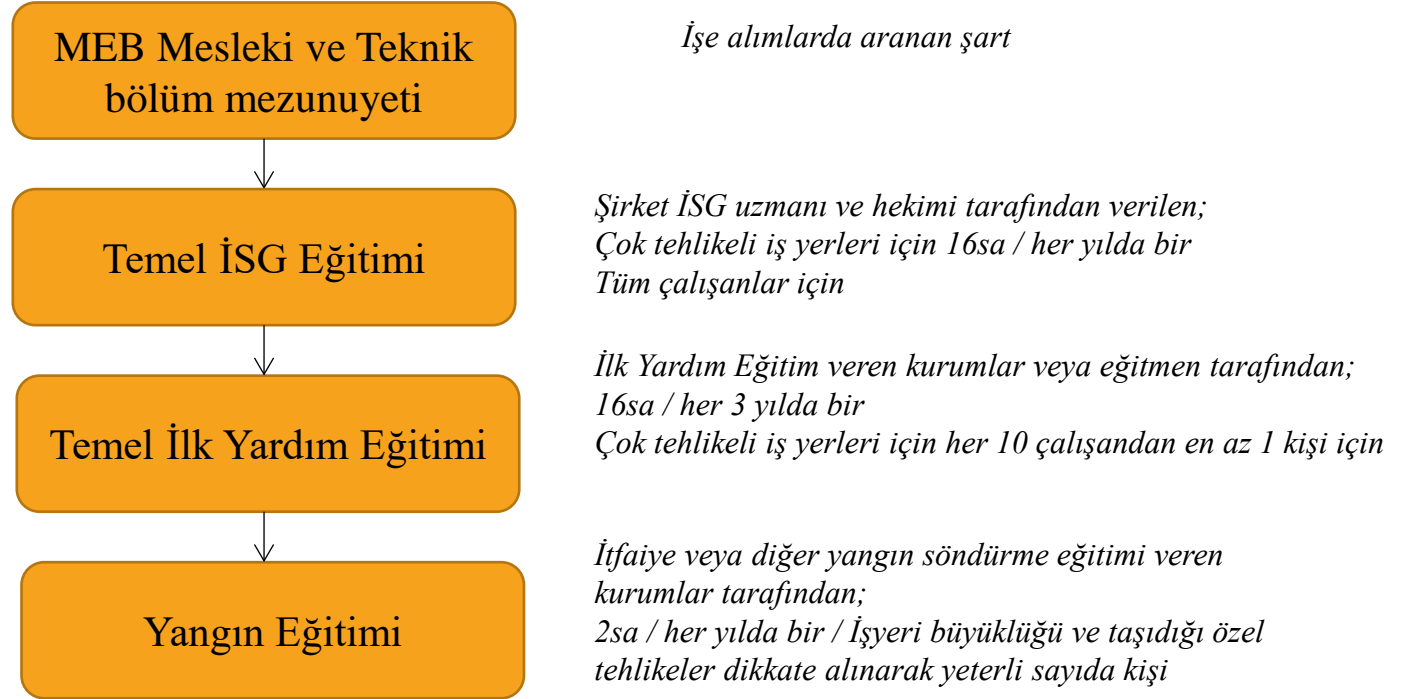 MEB Mesleki ve Teknik
bölüm mezunuyeti
İşe alımlarda aranan şart
Temel İSG Eğitimi
Şirket İSG uzmanı ve hekimi tarafından verilen;
Çok tehlikeli iş yerleri için 16sa / her yılda bir
Tüm çalışanlar için
Temel İlk Yardım Eğitimi
İlk Yardım Eğitim veren kurumlar veya eğitmen tarafından;
16sa / her 3 yılda bir
Çok tehlikeli iş yerleri için her 10 çalışandan en az 1 kişi için
Yangın Eğitimi
İtfaiye veya diğer yangın söndürme eğitimi veren
kurumlar tarafından;
2sa / her yılda bir / İşyeri büyüklüğü ve taşıdığı özel
tehlikeler dikkate alınarak yeterli sayıda kişi